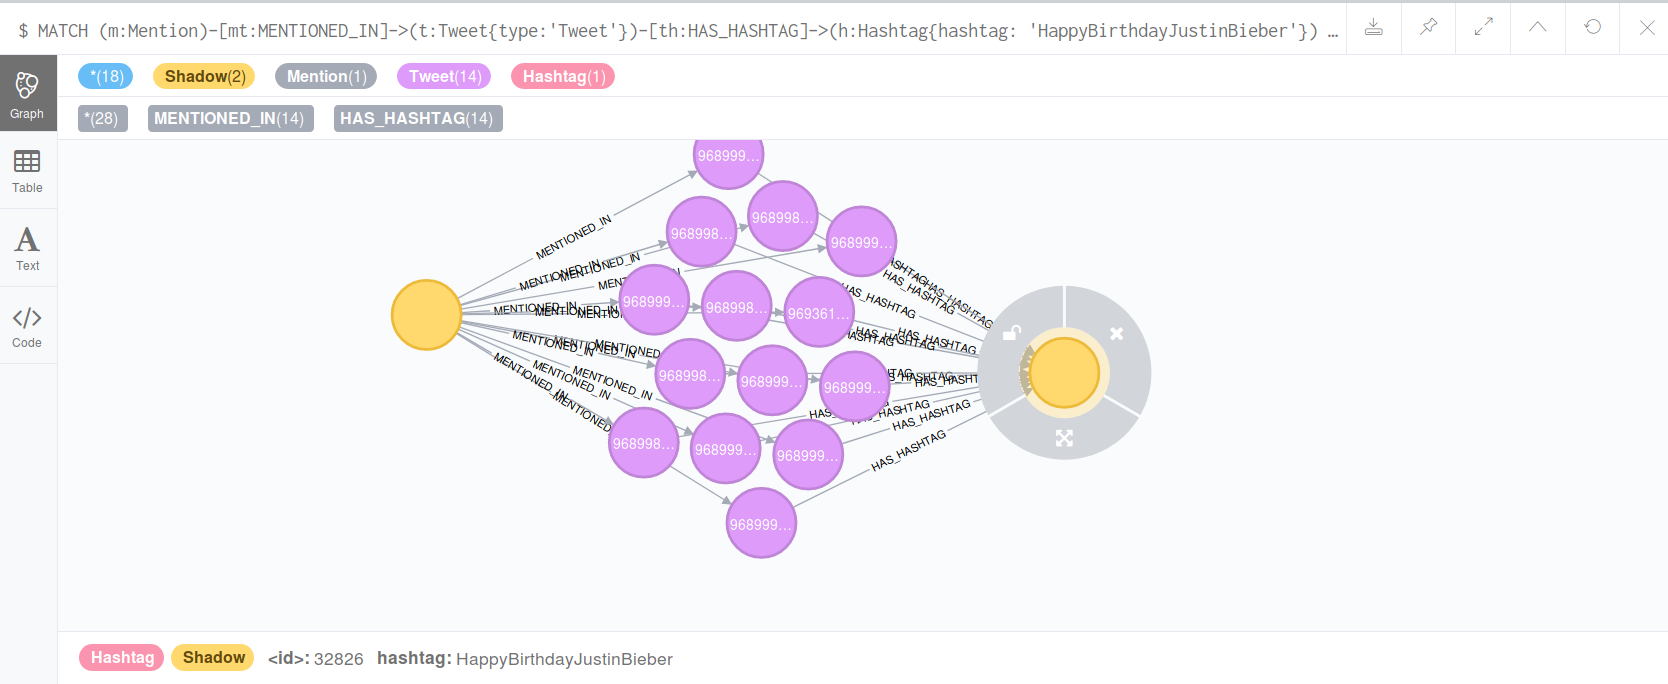 $ MATCH (m:Mention)-[mt:MENTIONED_IN]->(t:Tweet{type:'Tweet'})-[th:HAS_HASHTAG]->(h:Hashtag{hashtag: 'HappyBirthdayJustinBieber'}) …
Graph
*(18) Shadow(2) Mention(1) Tweet(14) Hashtag(1)
*(28) MENTIONED_IN(14) HAS_HASHTAG(14)
Table
Text
Code
968999…
968998…
968998…
968999…
968999…
968998…
969361…
968998…
968999…
968999…
968998…
968999…
968999…
968999…
MENTIONED_IN
MENTIONED_IN
MENTIONED_IN
MENTIONED_IN
MENTIONED_IN
MENTIONED_IN
MENTIONED_IN
MENTIONED_IN
MENTIONED_IN
MENTIONED
HAS_HASHTAG
HAS_HASHTAG
HAS_HASHTAG
HAS_HASHTAG
HAS_HASHTAG
HAS_HASHT
HAS_HASHTAG
HAS_HASHTAG
Hashtag Shadow <id>: 32826 hashtag: HappyBirthdayJustinBieber